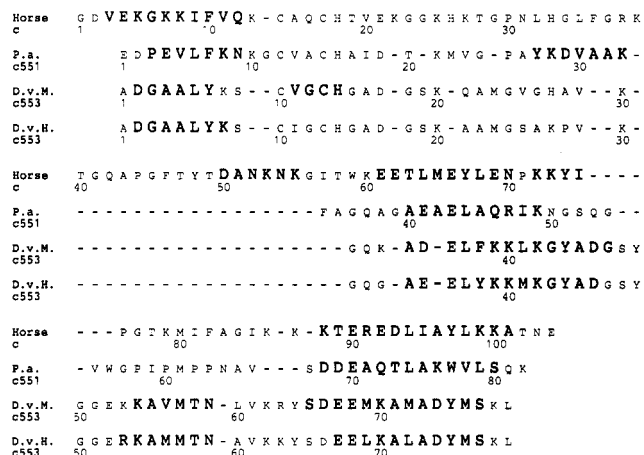 Horse G D V E K G K K I F V Q K - C A Q C H T V E K G G K H K T G P N L H G L F G R K
c 1 10 20 30
P.a. E D P E V L F K N K G C V A C H A I D - T - K M V G - P A Y K D V A A K -
c551 1 10 20 30
D.v.M. A D G A A L Y K S - C V G C H G A D - G S K - Q A M G V G H A V - - K -
c553 1 10 20 30
D.v.H. A D G A A L Y K S - C I G C H G A D - G S K - A A M G S A K P V - - K -
c553 1 10 20 30
Horse T G Q A P G F T Y T D A N K N K G I T W K E E T L M E Y L E N P K K Y I - - - -
c 40 50 60 70
P.a. - - - - - - - - - - - - - - - F A G Q A G A E A E L A Q R I K N G S Q G - -
c551 40 50
D.v.M. - - - - - - - - - - - - - - - - - G Q K - A D - E L F K K L K G Y A D G S Y
c553 40
D.v.H. - - - - - - - - - - - - - - - - - G Q G - A E - E L Y K K M K G Y A D G S Y
c553 40
Horse - - - P G T K M I F A G I K - K - K T E R E D L I A Y L K K A T N E
c 80 90 100
P.a. - V W G P I P M P P N A V - - - S D D E A Q T L A K W V L S Q K
c551 60 70 80
D.v.M. G G E K K A V M T N - L V K R Y S D E E M K A M A D Y M S K L
c553 50 60 70
D.v.H. G G E R K A M M T N - A V K K Y S D E E L K A L A D Y M S K L
c553 50 60 70